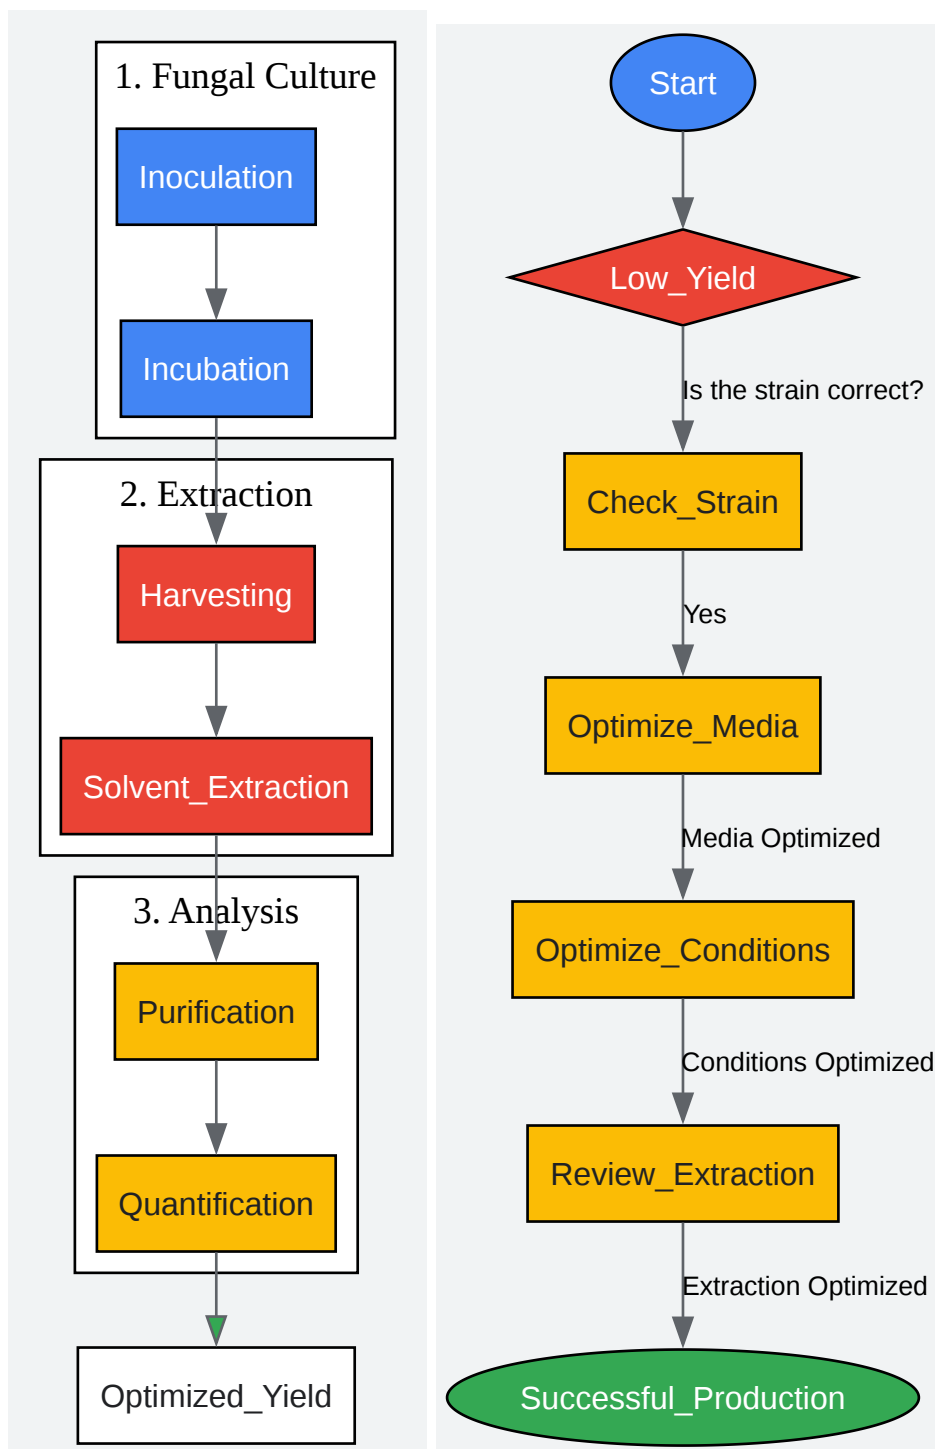 1. Fungal Culture
Inoculation
Incubation
2. Extraction
Harvesting
Solvent_Extraction
3. Analysis
Purification
Quantification
Optimized_Yield
Start
Low_Yield
Is the strain correct?
Check_Strain
Yes
Optimize_Media
Media Optimized
Optimize_Conditions
Conditions Optimized
Review_Extraction
Extraction Optimized
Successful_Production